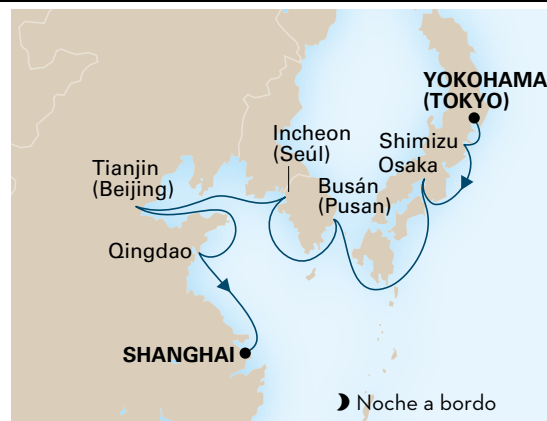 YOKOHAMA
(TOKYO)
Shimizu
Osaka
Incheon
(Seúl)
Busán
(Pusan)
Tianjin
(Beijing)
Qingdao
SHANGHAI
Noche a bordo